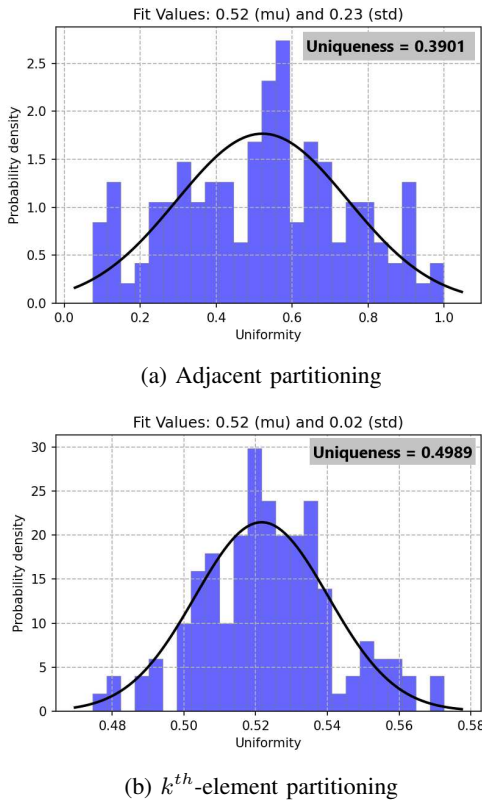 Fit Values: 0.52 (mu) and 0.23 (std)
Uniqueness = 0.3901
2.5
2.0
1.5
1.0
0.5
0.0
Probability density
0.0 0.2 0.4 0.6 0.8 1.0
Uniformity
(a) Adjacent partitioning
Fit Values: 0.52 (mu) and 0.02 (std)
Uniqueness = 0.4989
30
25
20
15
10
5
0
Probability density
0.48 0.50 0.52 0.54 0.56 0.58
Uniformity
(b) k^{th}-element partitioning